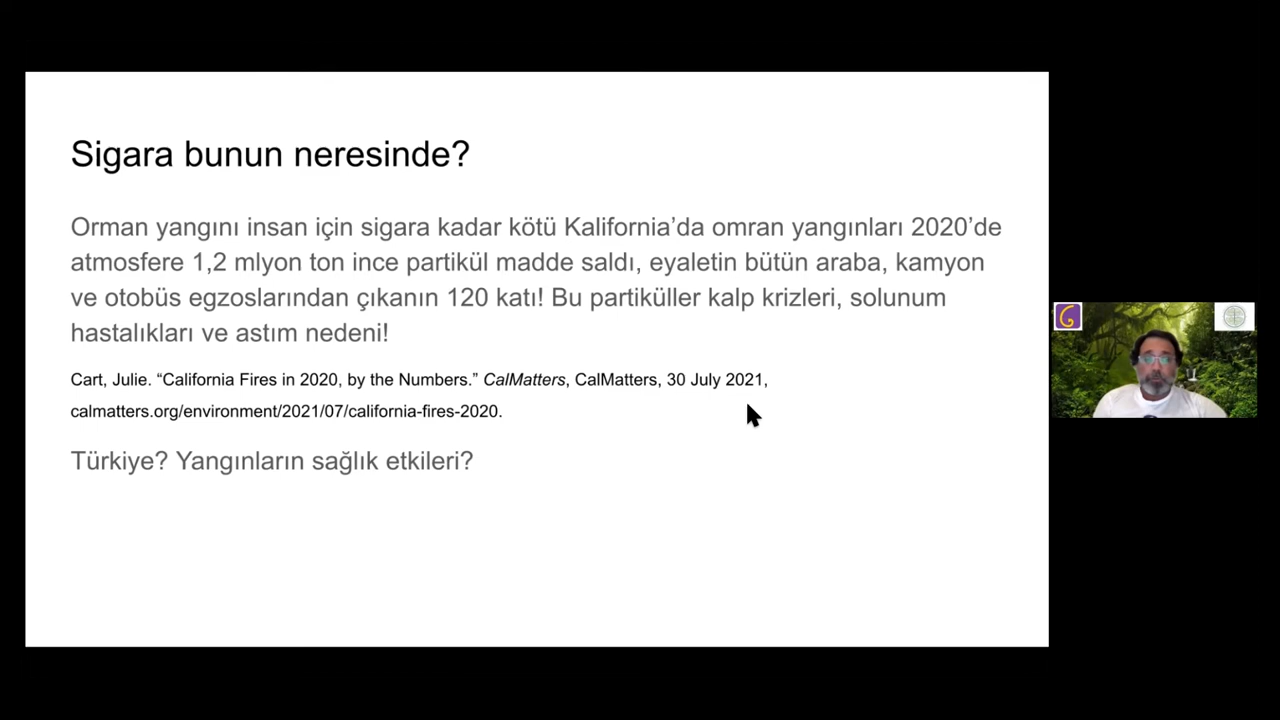 Sigara bunun neresinde?
Orman yangını insan için sigara kadar kötü Kalifornia’da omran yangınları 2020’de
atmosfere 1,2 mlyon ton ince partikül madde saldı, eyaletin bütün araba, kamyon
ve otobüs egzoslarından çıkanın 120 katı! Bu partiküller kalp krizleri, solunum
hastalıkları ve astım nedeni!
Cart, Julie. “California Fires in 2020, by the Numbers.” CalMatters, CalMatters, 30 July 2021,
calmatters.org/environment/2021/07/california-fires-2020.
Türkiye? Yangınların sağlık etkileri?